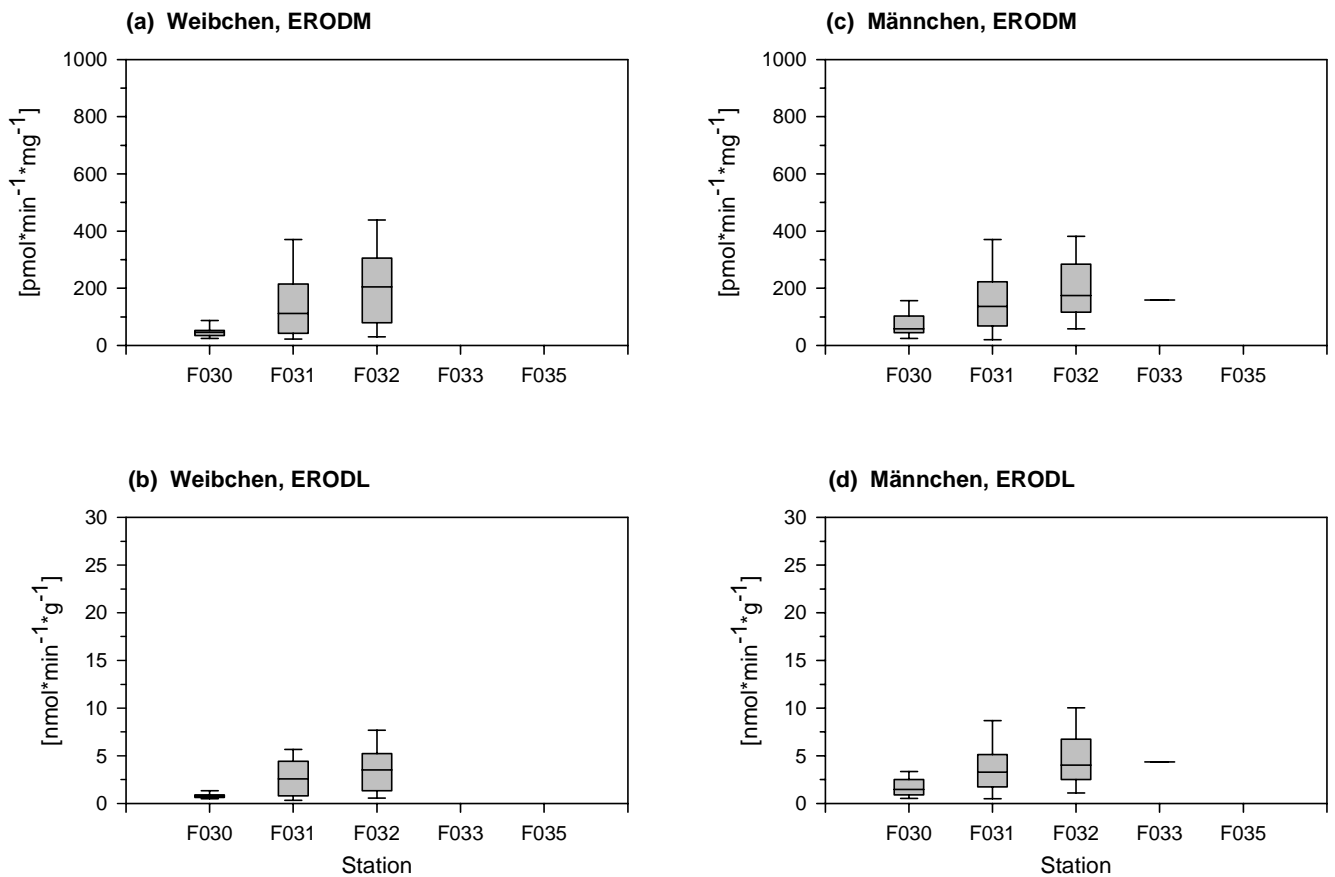 (a) Weibchen, ERODM
[pmol*min⁻¹*mg⁻¹]
1000
800
600
400
200
0
F030 F031 F032 F033 F035
(b) Weibchen, ERODL
[nmol*min⁻¹*g⁻¹]
30
25
20
15
10
5
0
F030 F031 F032 F033 F035
Station
(c) Männchen, ERODM
[pmol*min⁻¹*mg⁻¹]
1000
800
600
400
200
0
F030 F031 F032 F033 F035
(d) Männchen, ERODL
[nmol*min⁻¹*g⁻¹]
30
25
20
15
10
5
0
F030 F031 F032 F033 F035
Station